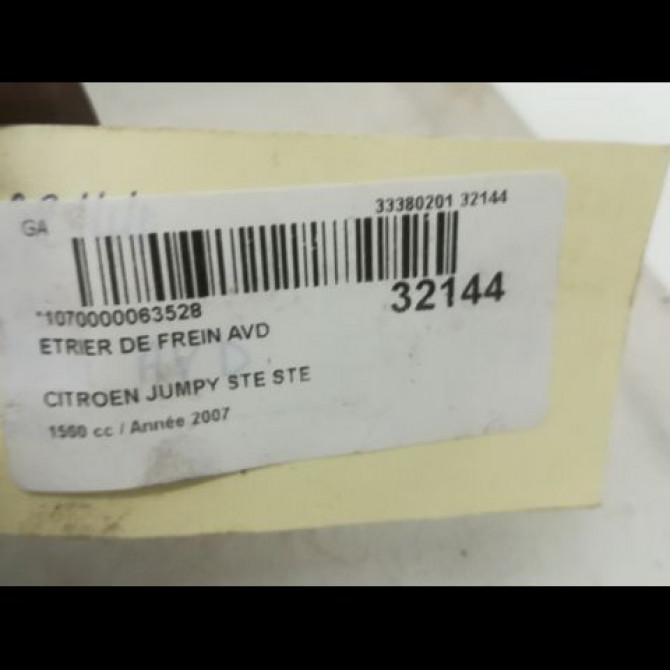 GA 33380201 32144
*1070000063528 32144
ETRIER DE FREIN AVD
CITROEN JUMPY STE STE
1560 cc / Année 2007